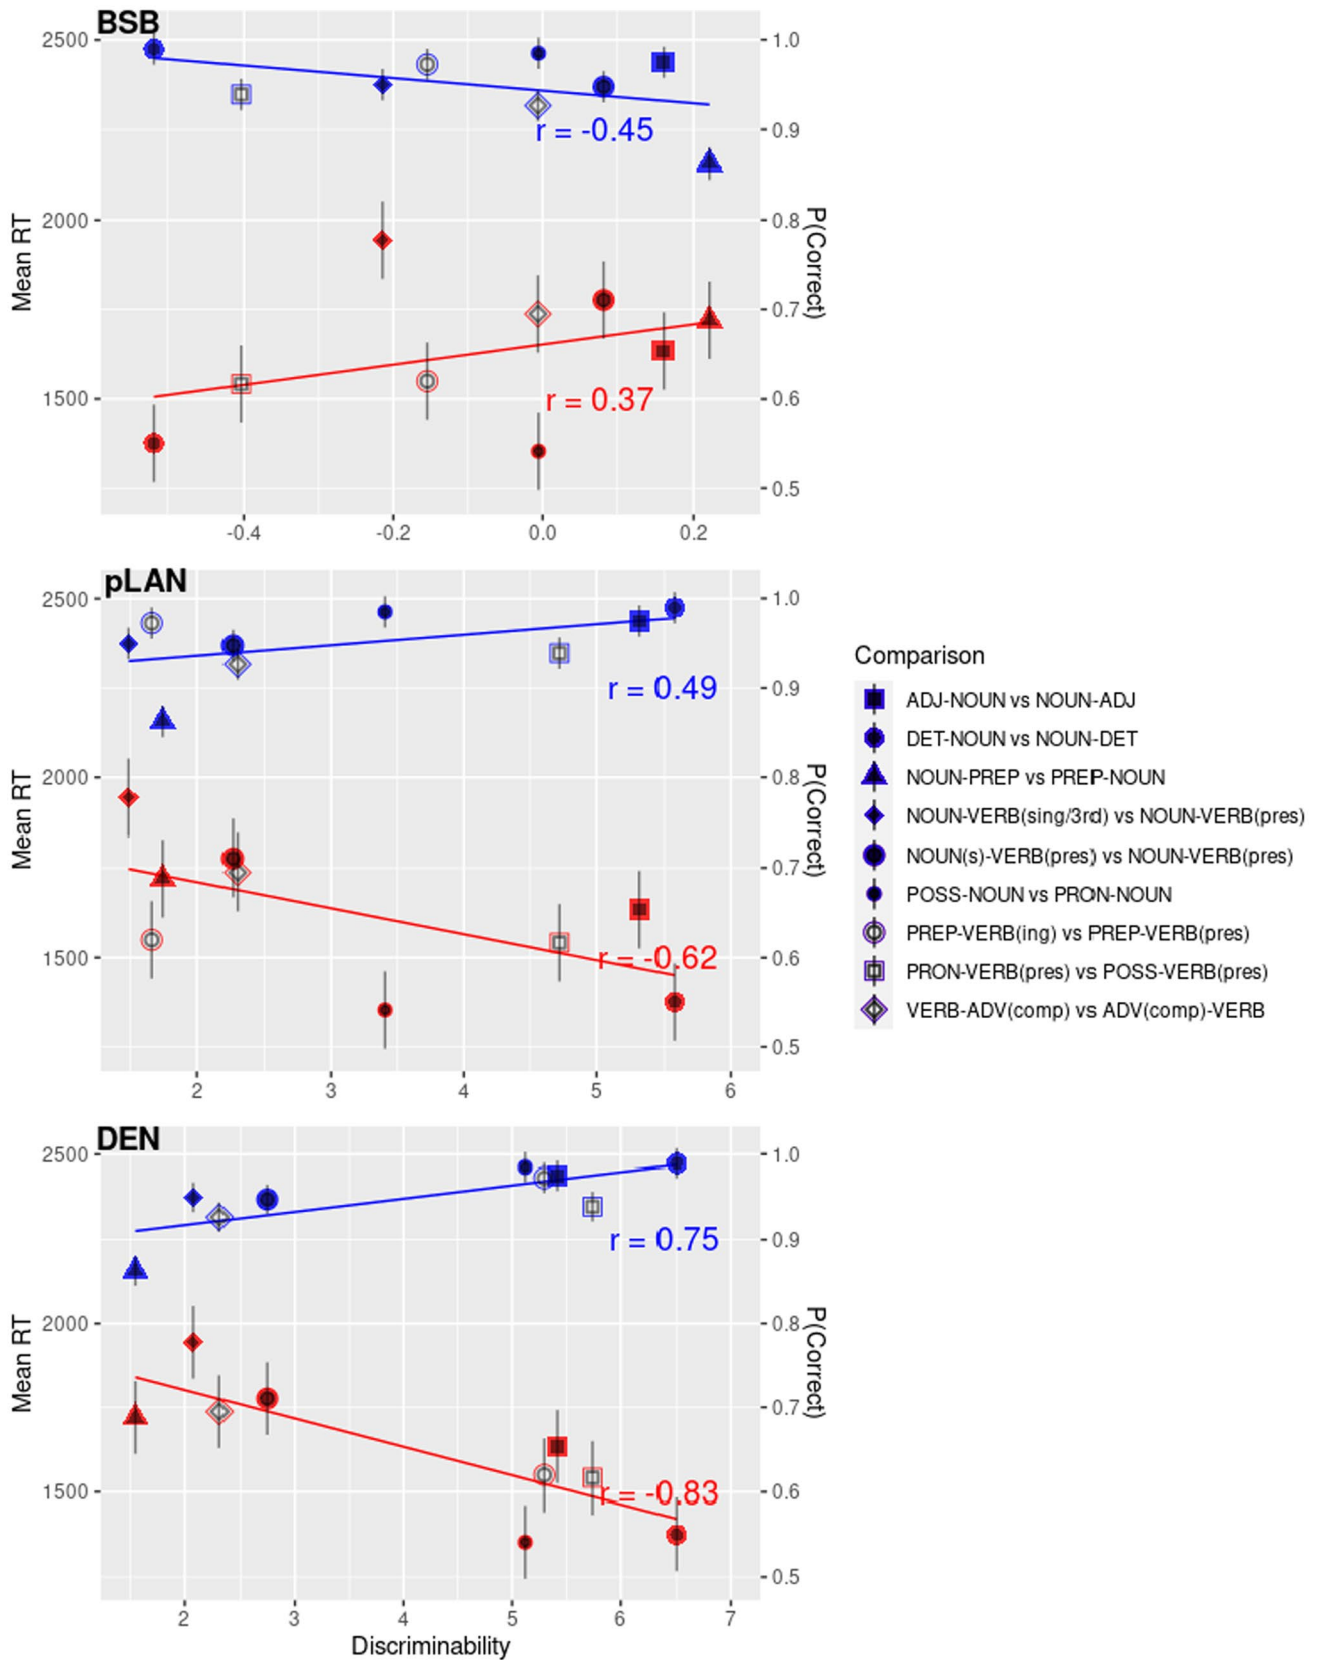 BSB
2500
2000
1500
Mean RT
1.0
0.9
0.8
0.7
0.6
0.5
P(Correct)
r = -0.45
r = 0.37
-0.4 -0.2 0.0 0.2
pLAN
2500
2000
1500
Mean RT
1.0
0.9
0.8
0.7
0.6
0.5
P(Correct)
r = 0.49
r = -0.62
2 3 4 5 6
DEN
2500
2000
1500
Mean RT
1.0
0.9
0.8
0.7
0.6
0.5
P(Correct)
r = 0.75
r = -0.83
2 3 4 5 6 7
Discriminability
Comparison
ADJ-NOUN vs NOUN-ADJ
DET-NOUN vs NOUN-DET
NOUN-PREP vs PREP-NOUN
NOUN-VERB(sing/3rd) vs NOUN-VERB(pres)
NOUN(s)-VERB(pres) vs NOUN-VERB(pres)
POSS-NOUN vs PRON-NOUN
PREP-VERB(ing) vs PREP-VERB(pres)
PRON-VERB(pres) vs POSS-VERB(pres)
VERB-ADV(comp) vs ADV(comp)-VERB